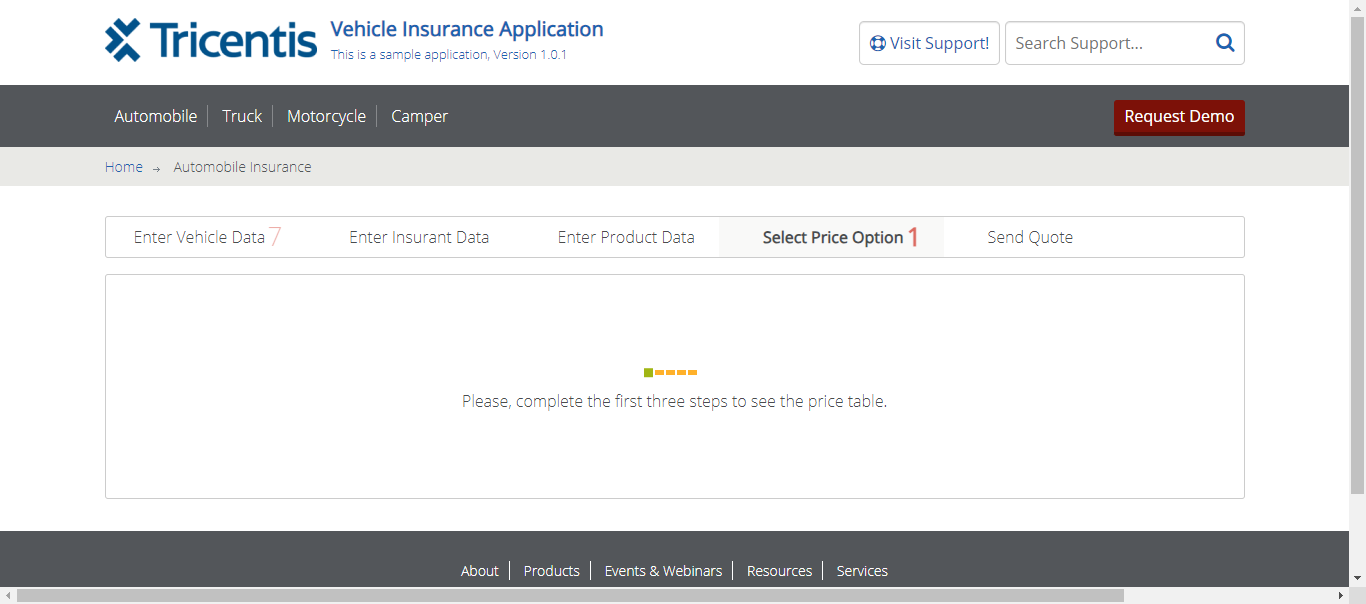 Tricentis
Vehicle Insurance Application
This is a sample application, Version 1.0.1
Visit Support!
Search Support...
Automobile
Truck
Motorcycle
Camper
Request Demo
Home → Automobile Insurance
Enter Vehicle Data 7
Enter Insurant Data
Enter Product Data
Select Price Option 1
Send Quote
Please, complete the first three steps to see the price table.
About
Products
Events & Webinars
Resources
Services